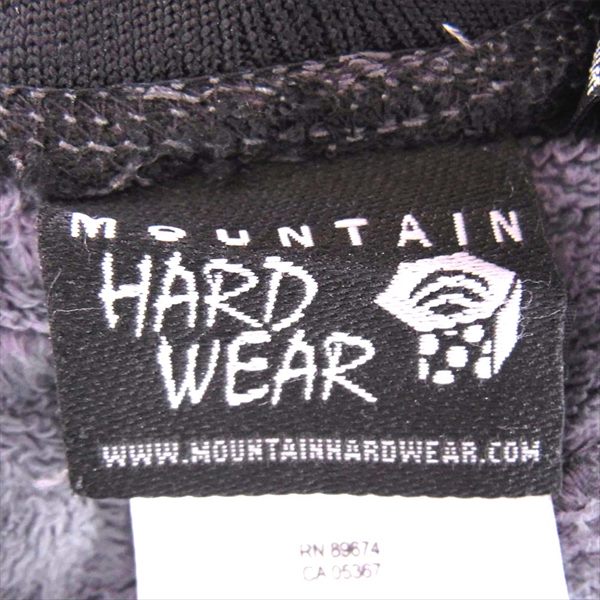 MOUNTAIN
HARD
WEAR
WWW.MOUNTAINHARDWEAR.COM
RN 89674
CA 05367